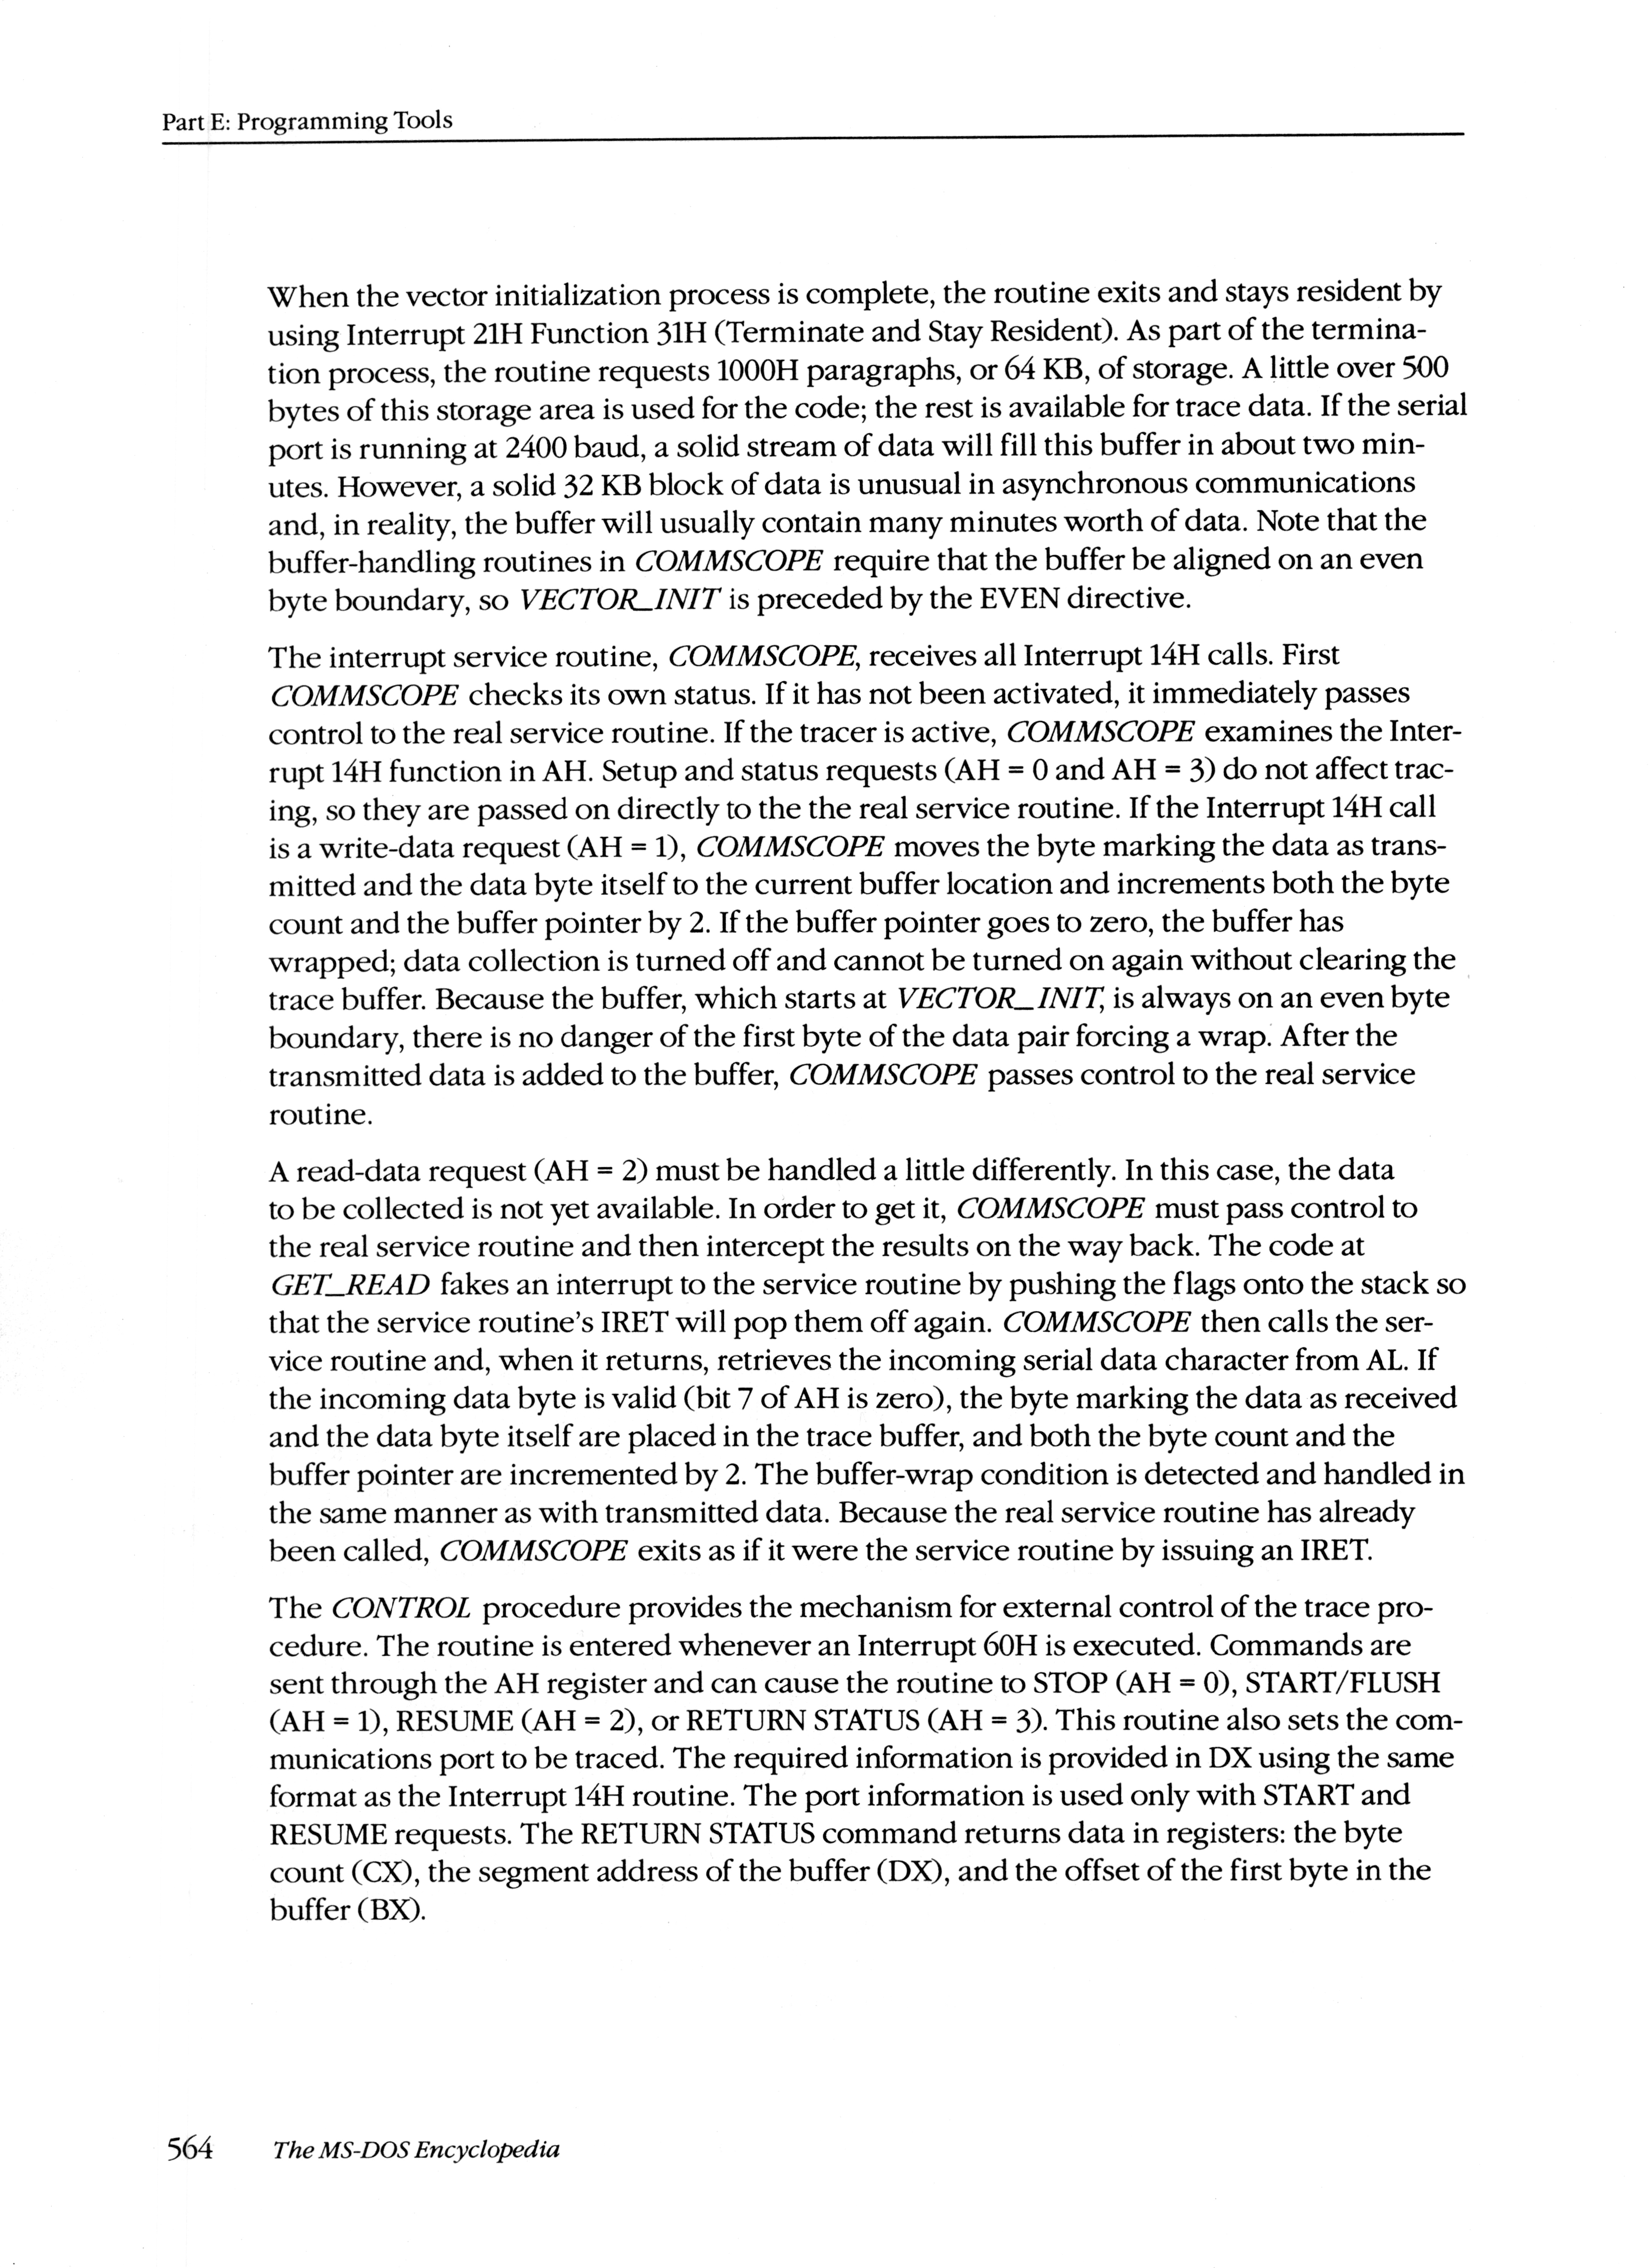 Part E: Programming Tools
When the vector initialization process is complete, the routine exits and stays resident by
using Interrupt 21H Function 31H (Terminate and Stay Resident). As part of the termina-
tion process, the routine requests 1000H paragraphs, or 64 KB, of storage. A little over 500
bytes of this storage area is used for the code; the rest is available for trace data. If the serial
port is running at 2400 baud, a solid stream of data will fill this buffer in about two min-
utes. However, a solid 32 KB block of data is unusual in asynchronous communications
and, in reality, the buffer will usually contain many minutes worth of data. Note that the
buffer-handling routines in COMMSCOPE require that the buffer be aligned on an even
byte boundary, so VECTOR_INIT is preceded by the EVEN directive.
The interrupt service routine, COMMSCOPE, receives all Interrupt 14H calls. First
COMMSCOPE checks its own status. If it has not been activated, it immediately passes
control to the real service routine. If the tracer is active, COMMSCOPE examines the Inter-
rupt 14H function in AH. Setup and status requests (AH = 0 and AH = 3) do not affect trac-
ing, so they are passed on directly to the the real service routine. If the Interrupt 14H call
is a write-data request (AH = 1), COMMSCOPE moves the byte marking the data as trans-
mitted and the data byte itself to the current buffer location and increments both the byte
count and the buffer pointer by 2. If the buffer pointer goes to zero, the buffer has
wrapped; data collection is turned off and cannot be turned on again without clearing the
trace buffer. Because the buffer, which starts at VECTOR_INIT, is always on an even byte
boundary, there is no danger of the first byte of the data pair forcing a wrap. After the
transmitted data is added to the buffer, COMMSCOPE passes control to the real service
routine.
A read-data request (AH = 2) must be handled a little differently. In this case, the data
to be collected is not yet available. In order to get it, COMMSCOPE must pass control to
the real service routine and then intercept the results on the way back. The code at
GET_READ fakes an interrupt to the service routine by pushing the flags onto the stack so
that the service routine's IRET will pop them off again. COMMSCOPE then calls the ser-
vice routine and, when it returns, retrieves the incoming serial data character from AL. If
the incoming data byte is valid (bit 7 of AH is zero), the byte marking the data as received
and the data byte itself are placed in the trace buffer, and both the byte count and the
buffer pointer are incremented by 2. The buffer-wrap condition is detected and handled in
the same manner as with transmitted data. Because the real service routine has already
been called, COMMSCOPE exits as if it were the service routine by issuing an IRET.
The CONTROL procedure provides the mechanism for external control of the trace pro-
cedure. The routine is entered whenever an Interrupt 60H is executed. Commands are
sent through the AH register and can cause the routine to STOP (AH = 0), START/FLUSH
(AH = 1), RESUME (AH = 2), or RETURN STATUS (AH = 3). This routine also sets the com-
munications port to be traced. The required information is provided in DX using the same
format as the Interrupt 14H routine. The port information is used only with START and
RESUME requests. The RETURN STATUS command returns data in registers: the byte
count (CX), the segment address of the buffer (DX), and the offset of the first byte in the
buffer (BX).
564 The MS-DOS Encyclopedia